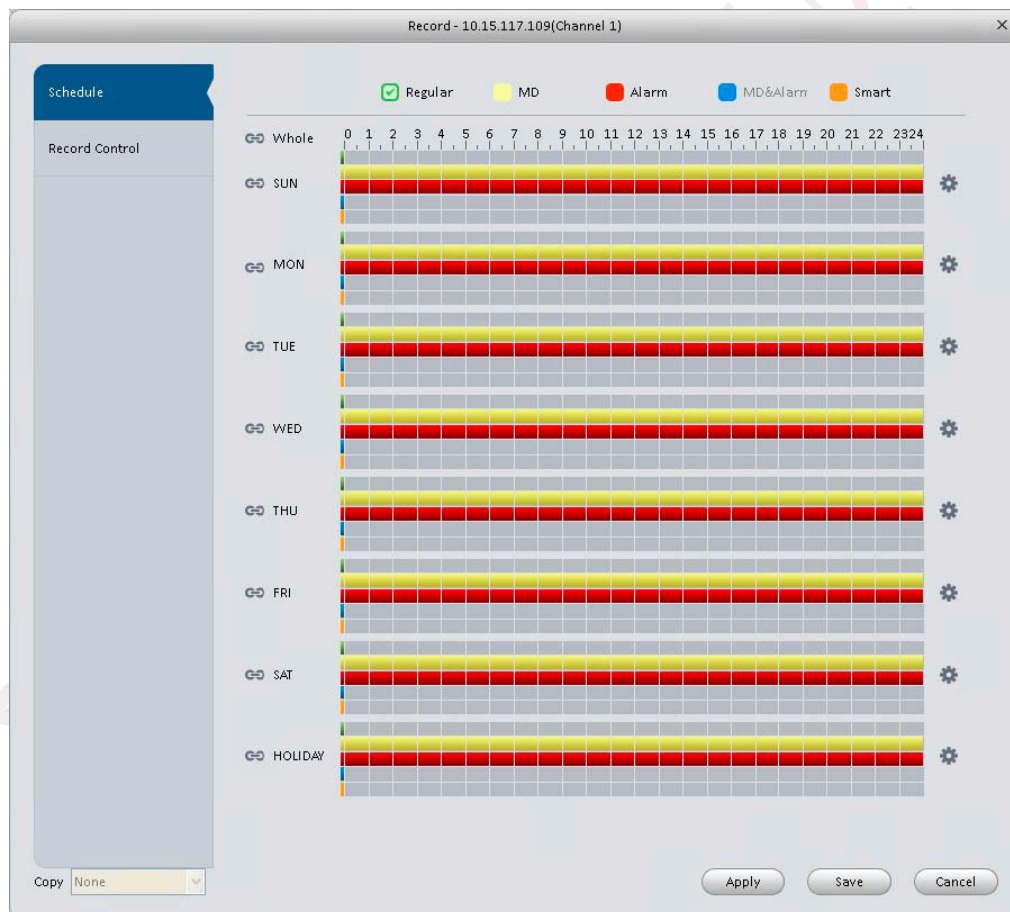 Record - 10.15.117.109(Channel 1)
Schedule
Record Control
Regular MD Alarm MD&Alarm Smart
Whole 0 1 2 3 4 5 6 7 8 9 10 11 12 13 14 15 16 17 18 19 20 21 22 23 24
SUN
MON
TUE
WED
THU
FRI
SAT
HOLIDAY
Copy None Apply Save Cancel